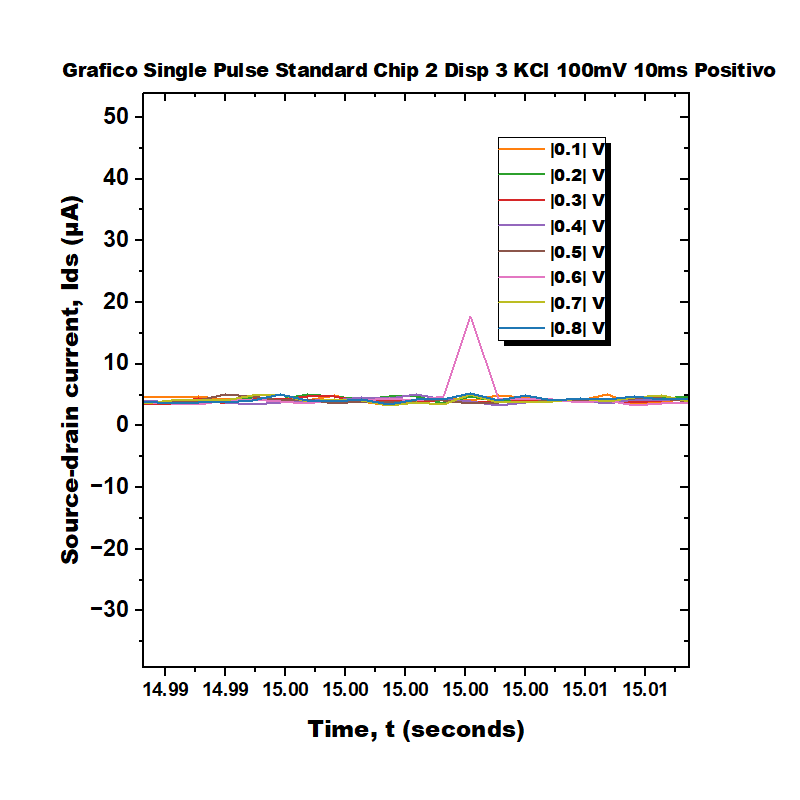 Grafico Single Pulse Standard Chip 2 Disp 3 KCl 100mV 10ms Positivo
50
40
30
20
10
0
−10
−20
−30
Source-drain current, Ids (µA)
|0.1| V
|0.2| V
|0.3| V
|0.4| V
|0.5| V
|0.6| V
|0.7| V
|0.8| V
14.99 14.99 15.00 15.00 15.00 15.00 15.00 15.01 15.01
Time, t (seconds)